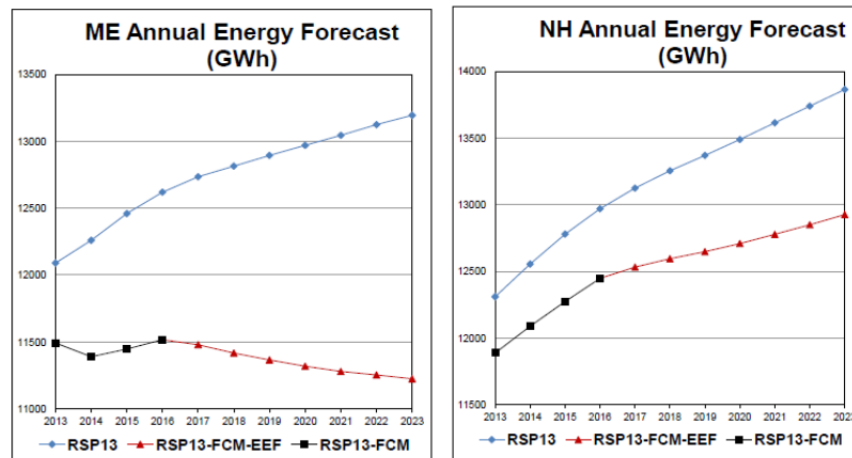 ME Annual Energy Forecast
(GWh)
13500
13000
12500
12000
11500
11000
2013 2014 2015 2016 2017 2018 2019 2020 2021 2022 2023
RSP13 RSP13-FCM-EEF RSP13-FCM
NH Annual Energy Forecast
(GWh)
14000
13500
13000
12500
12000
11500
2013 2014 2015 2016 2017 2018 2019 2020 2021 2022 2023
RSP13 RSP13-FCM-EEF RSP13-FCM